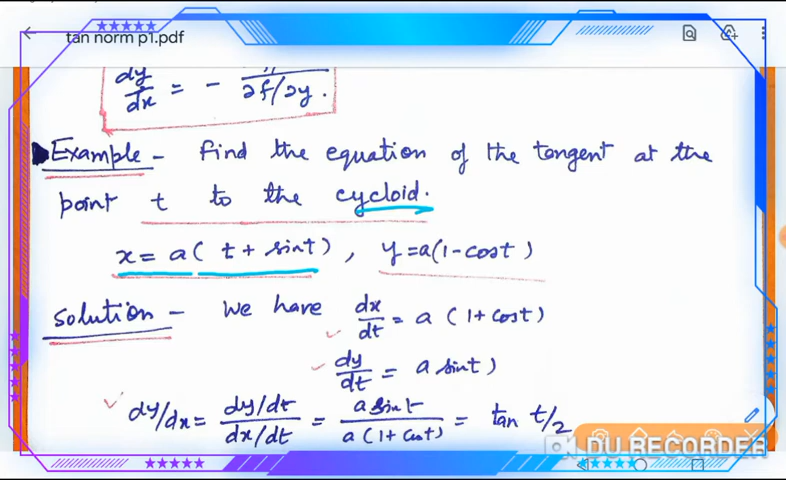 tan norm p1.pdf
dy/dx = - / ∂f/∂y.
Example - Find the equation of the tangent at the
point t to the cycloid.
x = a( t + sint) , y = a(1-cost)
Solution - We have dx/dt = a (1+cost)
dy/dt = a sint)
dy/dx = dy/dt / dx/dt = a sint / a(1+cost) = tan t/2
DU RECORDER